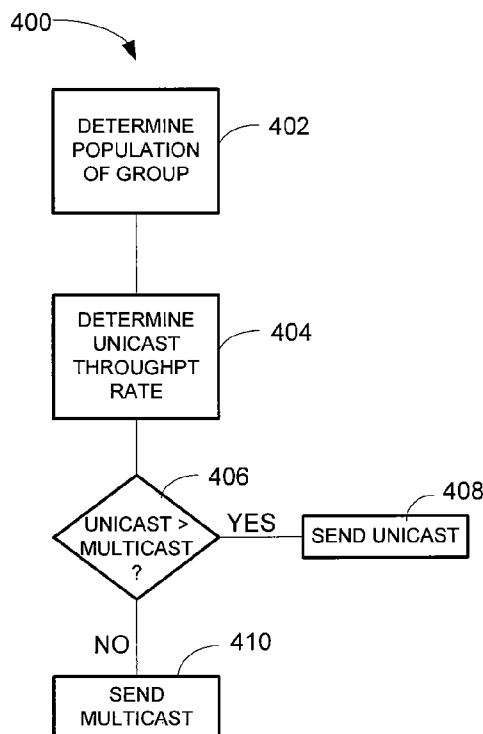 400
DETERMINE
POPULATION
OF GROUP
402
DETERMINE
UNICAST
THROUGHPT
RATE
404
406
UNICAST >
MULTICAST
?
YES
408
SEND UNICAST
NO
410
SEND
MULTICAST